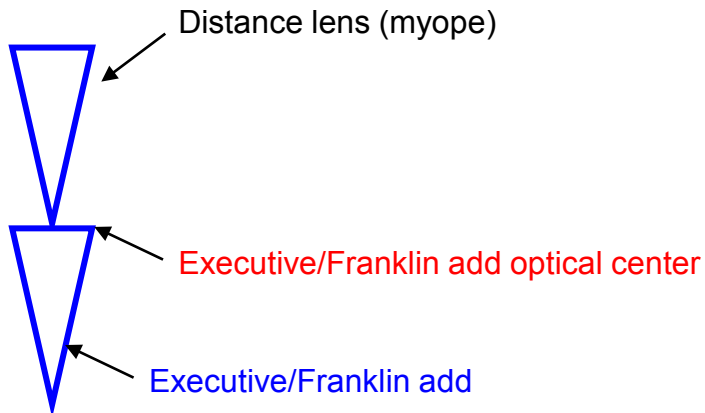 Distance lens (myope)
Executive/Franklin add optical center
Executive/Franklin add